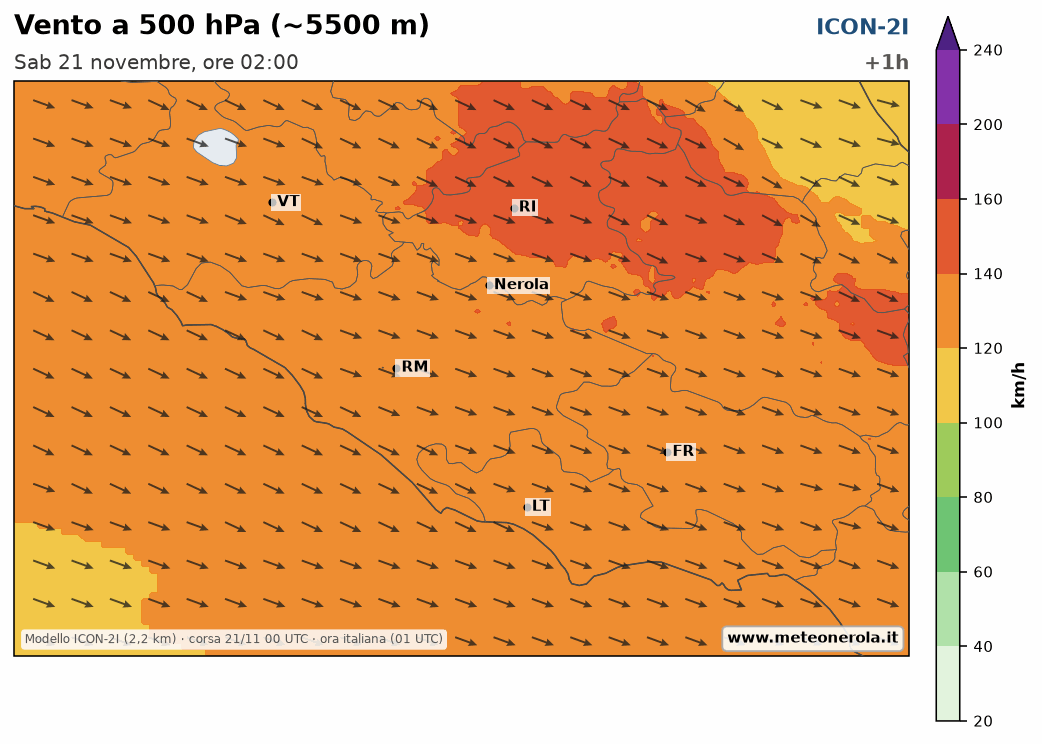 Vento a 500 hPa (~5500 m)
ICON-2I
Sab 21 novembre, ore 02:00
+1h
240
200
160
140
120
100
80
60
40
20
km/h
VT
RI
Nerola
RM
FR
LT
Modello ICON-2I (2,2 km) · corsa 21/11 00 UTC · ora italiana (01 UTC)
www.meteonerola.it